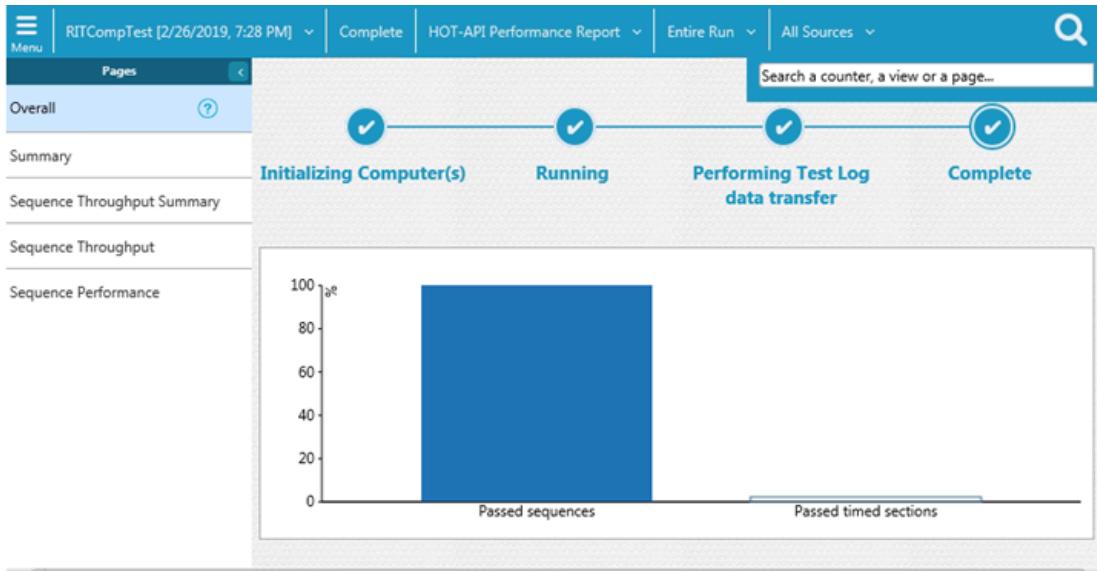 Menu
RITCompTest [2/26/2019, 7:28 PM]
Complete
HOT-API Performance Report
Entire Run
All Sources
Search a counter, a view or a page...
Pages
Overall ?
Summary
Sequence Throughput Summary
Sequence Throughput
Sequence Performance
Initializing Computer(s)
Running
Performing Test Log
data transfer
Complete
%
100
80
60
40
20
0
Passed sequences
Passed timed sections